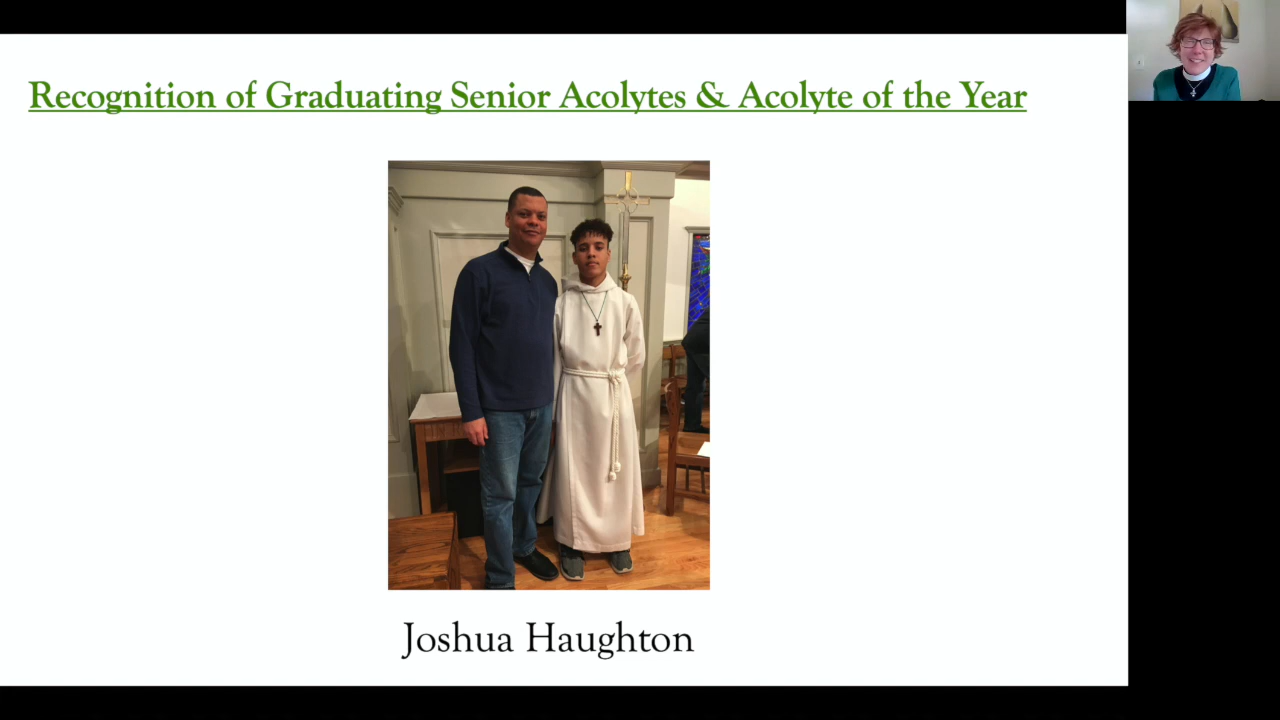 Recognition of Graduating Senior Acolytes & Acolyte of the Year
Joshua Haughton